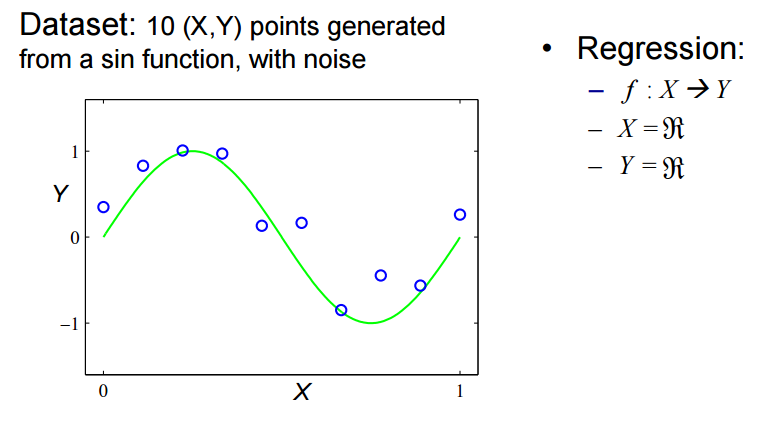 Dataset: 10 (X,Y) points generated
from a sin function, with noise
• Regression:
– f : X → Y
– X = ℜ
– Y = ℜ
1
Y
0
−1
0
X
1